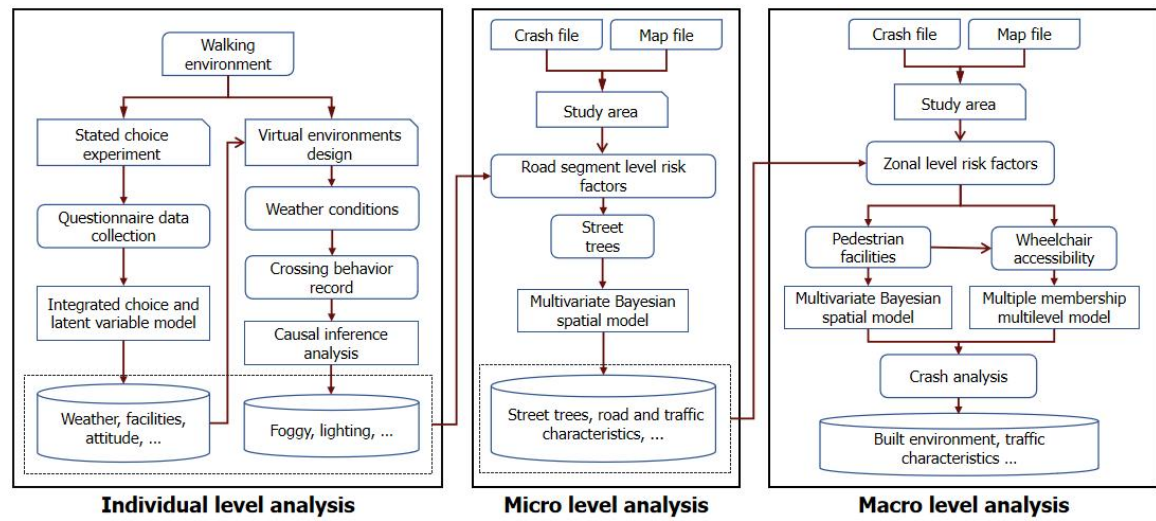 Walking
environment
Stated choice
experiment
Virtual environments
design
Questionnaire data
collection
Weather conditions
Crossing behavior
record
Integrated choice and
latent variable model
Causal inference
analysis
Weather, facilities,
attitude, ...
Foggy, lighting, ...
Individual level analysis
Crash file
Map file
Study area
Road segment level risk
factors
Street
trees
Multivariate Bayesian
spatial model
Street trees, road and traffic
characteristics, ...
Micro level analysis
Crash file
Map file
Study area
Zonal level risk factors
Pedestrian
facilities
Wheelchair
accessibility
Multivariate Bayesian
spatial model
Multiple membership
multilevel model
Crash analysis
Built environment, traffic
characteristics ...
Macro level analysis